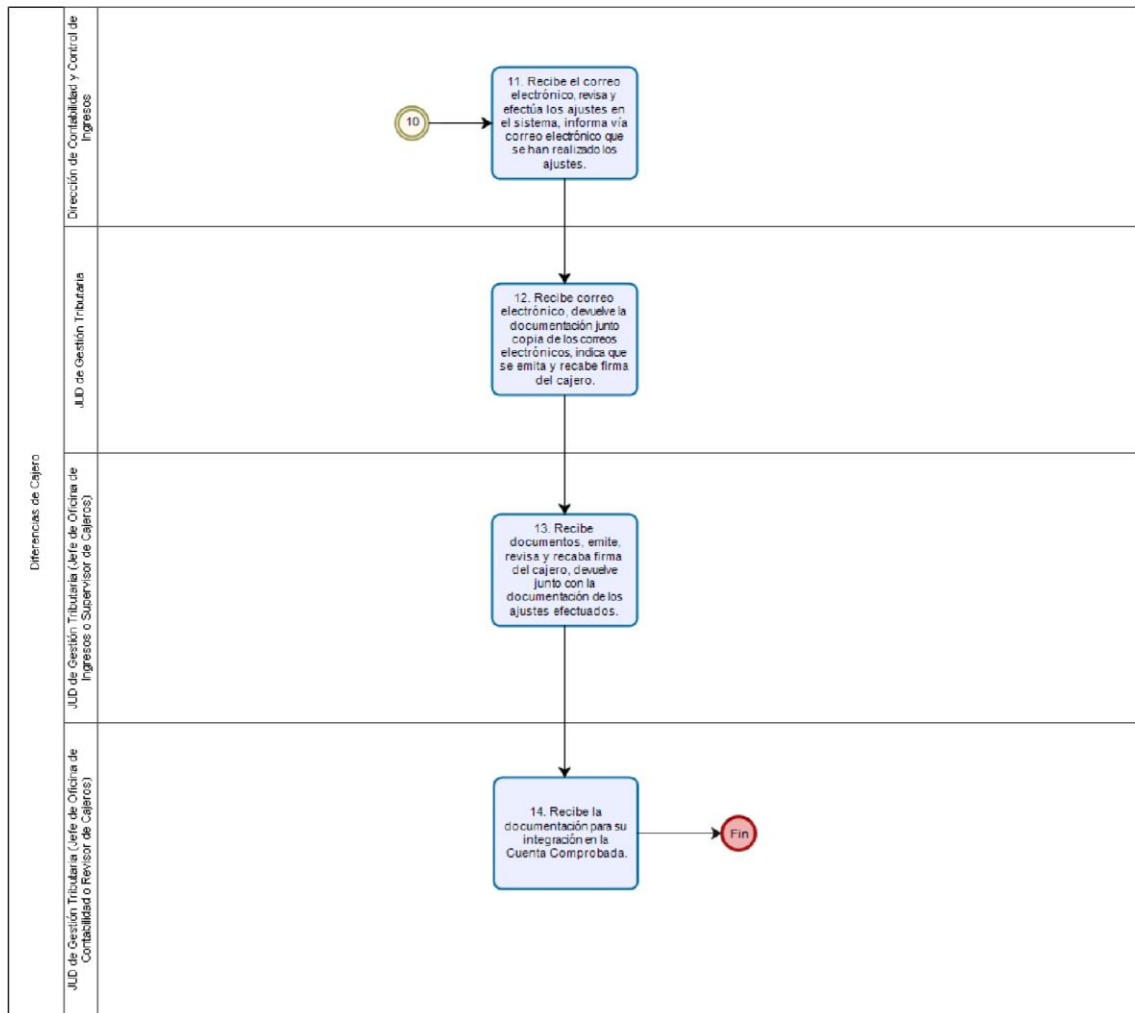 Diferencias de Cajero
Dirección de Contabilidad y Control de
Ingresos
10
11. Recibe el correo
electrónico, revisa y
efectúa los ajustes en
el sistema, informa vía
correo electrónico que
se han realizado los
ajustes.
JUD de Gestión Tributaria
12. Recibe correo
electrónico, devuelve la
documentación junto
copia de los correos
electrónicos, indica que
se emita y recabe firma
del cajero.
JUD de Gestión Tributaria (Jefe de Oficina de
Ingresos o Supervisor de Cajeros)
13. Recibe
documentos, emite,
revisa y recaba firma
del cajero, devuelve
junto con la
documentación de los
ajustes efectuados.
JUD de Gestión Tributaria (Jefe de Oficina de
Contabilidad o Revisor de Cajeros)
14. Recibe la
documentación para su
integración en la
Cuenta Comprobada.
Fin